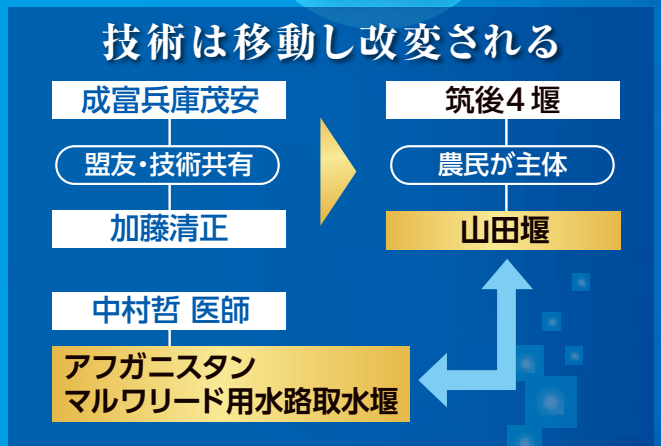 技術は移動し改変される
成富兵庫茂安
盟友・技術共有
加藤清正
筑後4堰
農民が主体
山田堰
中村哲 医師
アフガニスタン
マルワリード用水路取水堰